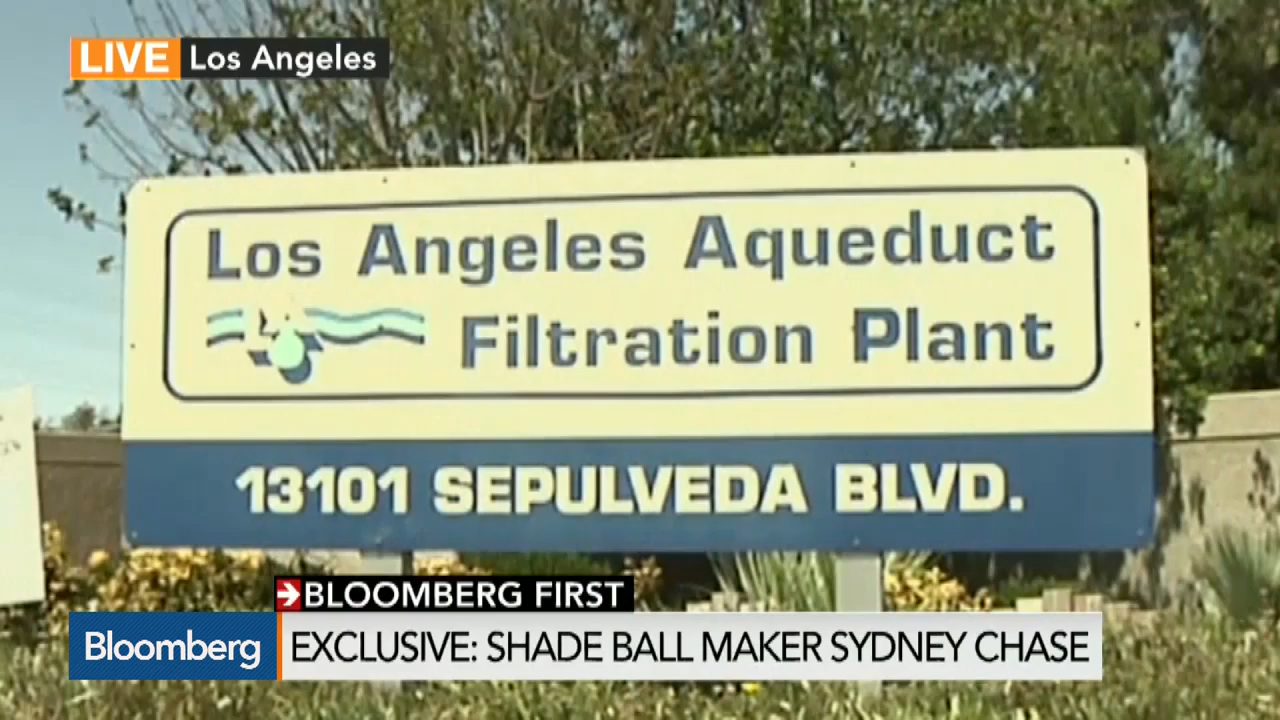 LIVE Los Angeles
Los Angeles Aqueduct
Filtration Plant
13101 SEPULVEDA BLVD.
BLOOMBERG FIRST
Bloomberg EXCLUSIVE: SHADE BALL MAKER SYDNEY CHASE